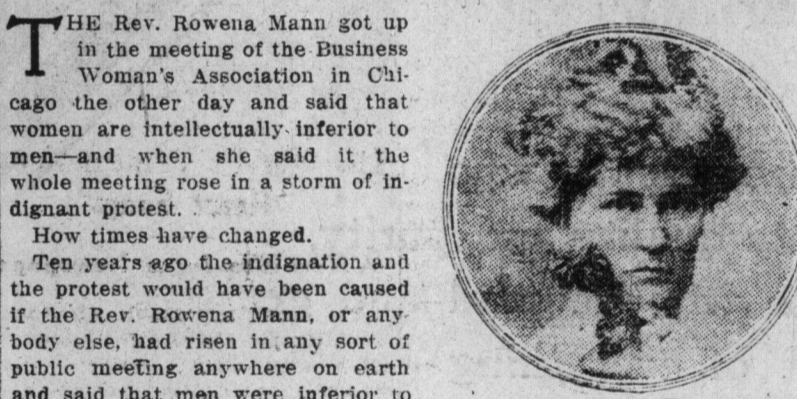 THE Rev. Rowena Mann got up
in the meeting of the Business
Woman's Association in Chi-
cago the other day and said that
women are intellectually inferior to
men—and when she said it the
whole meeting rose in a storm of in-
dignant protest.
How times have changed.
Ten years ago the indignation and
the protest would have been caused
if the Rev. Rowena Mann, or any-
body else, had risen in any sort of
public meeting anywhere on earth
and said that men were inferior to